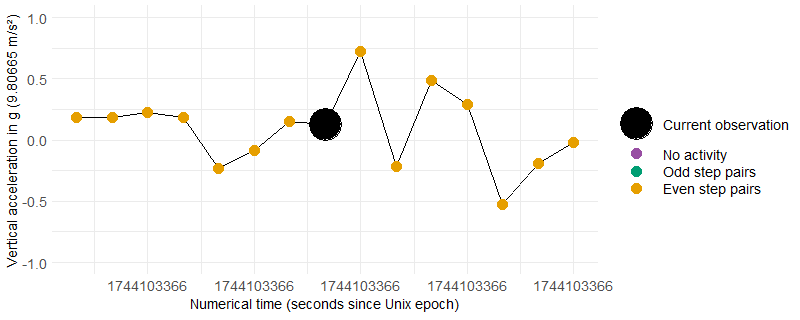 Vertical acceleration in g (9.80665 m/s²)
1.0
0.5
0.0
-0.5
-1.0
1744103366 1744103366 1744103366 1744103366 1744103366
Numerical time (seconds since Unix epoch)
Current observation
No activity
Odd step pairs
Even step pairs